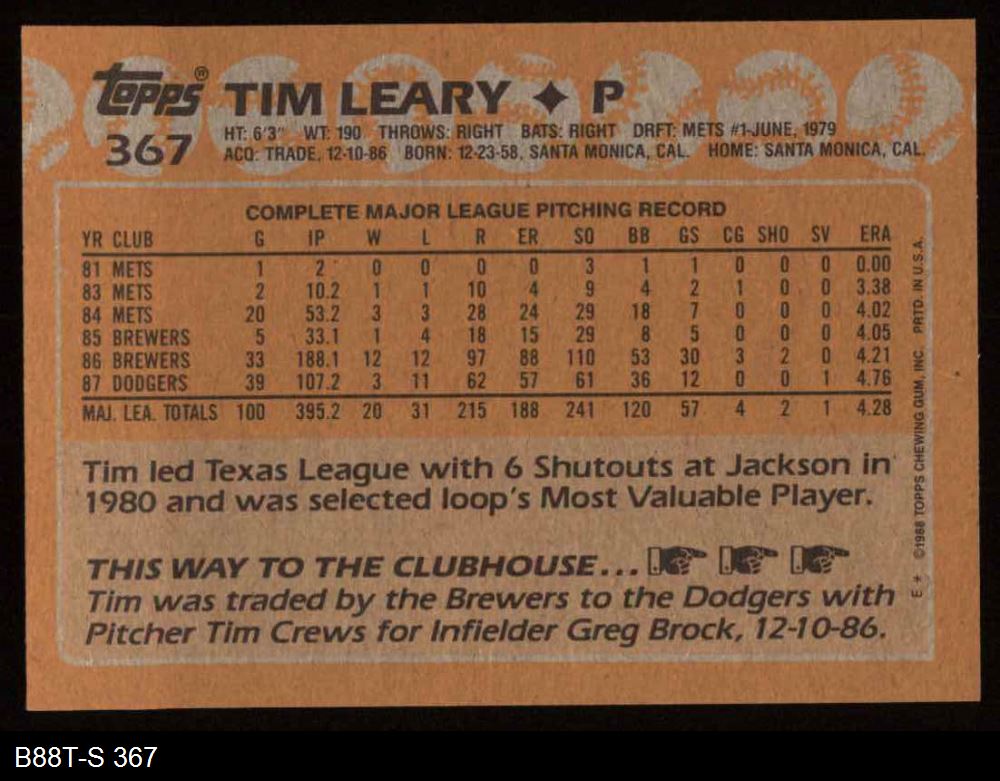 topps® TIM LEARY ✦ P
367
HT: 6'3" WT: 190 THROWS: RIGHT BATS: RIGHT DRFT: METS #1-JUNE, 1979
ACQ: TRADE, 12-10-86 BORN: 12-23-58, SANTA MONICA, CAL. HOME: SANTA MONICA, CAL.
COMPLETE MAJOR LEAGUE PITCHING RECORD
YR CLUB G IP W L R ER SO BB GS CG SHO SV ERA
81 METS 1 2 0 0 0 0 3 1 1 0 0 0 0.00
83 METS 2 10.2 1 1 10 4 9 4 2 1 0 0 3.38
84 METS 20 53.2 3 3 28 24 29 18 7 0 0 0 4.02
85 BREWERS 5 33.1 1 4 18 15 29 8 5 0 0 0 4.05
86 BREWERS 33 188.1 12 12 97 88 110 53 30 3 2 0 4.21
87 DODGERS 39 107.2 3 11 62 57 61 36 12 0 0 1 4.76
MAJ. LEA. TOTALS 100 395.2 20 31 215 188 241 120 57 4 2 1 4.28
Tim led Texas League with 6 Shutouts at Jackson in
1980 and was selected loop's Most Valuable Player.
THIS WAY TO THE CLUBHOUSE...
Tim was traded by the Brewers to the Dodgers with
Pitcher Tim Crews for Infielder Greg Brock, 12-10-86.
E* ©1988 TOPPS CHEWING GUM, INC. PRTD. IN U.S.A.
B88T-S 367